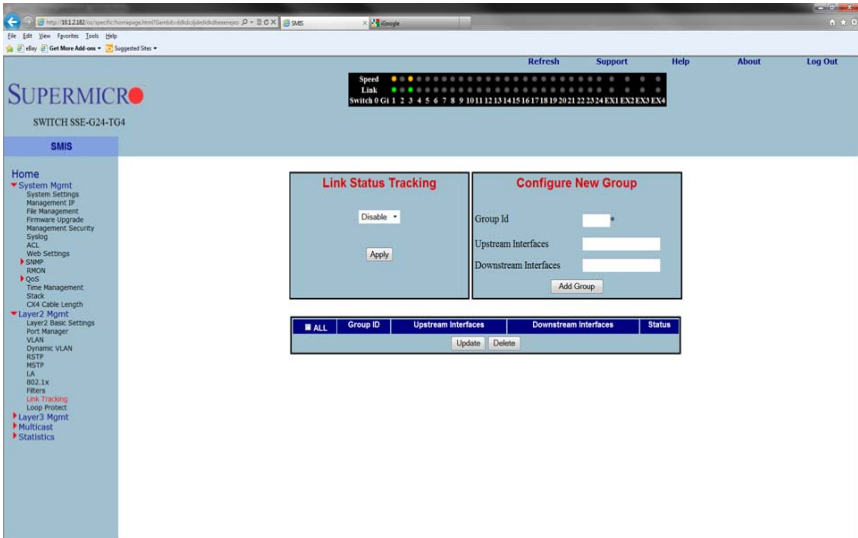 SMIS
iGoogle
File Edit View Favorites Tools Help
eBay Get More Add-ons Suggested Sites
Refresh Support Help About Log Out
SUPERMICRO
SWITCH SSE-G24-TG4
Speed
Link
Switch 0 Gi 1 2 3 4 5 6 7 8 9 10 11 12 13 14 15 16 17 18 19 20 21 22 23 24 EX1 EX2 EX3 EX4
SMIS
Home
System Mgmt
System Settings
Management IP
File Management
Firmware Upgrade
Management Security
Syslog
ACL
Web Settings
SNMP
RMON
QoS
Time Management
Stack
CX4 Cable Length
Layer2 Mgmt
Layer2 Basic Settings
Port Manager
VLAN
Dynamic VLAN
RSTP
MSTP
LA
802.1x
Filters
Link Tracking
Loop Protect
Layer3 Mgmt
Multicast
Statistics
Link Status Tracking
Disable
Apply
Configure New Group
Group Id *
Upstream Interfaces
Downstream Interfaces
Add Group
ALL Group ID Upstream Interfaces Downstream Interfaces Status
Update Delete